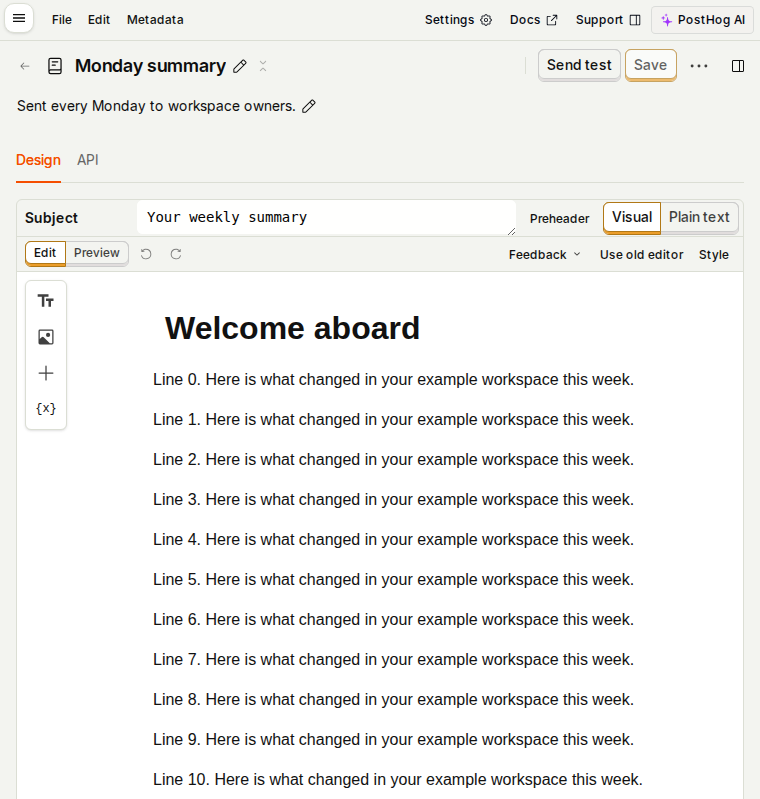 File Edit Metadata Settings Docs Support PostHog AI
Monday summary Send test Save
Sent every Monday to workspace owners.
Design API
Subject Your weekly summary Preheader Visual Plain text
Edit Preview Feedback Use old editor Style
Welcome aboard
Line 0. Here is what changed in your example workspace this week.
Line 1. Here is what changed in your example workspace this week.
{x}
Line 2. Here is what changed in your example workspace this week.
Line 3. Here is what changed in your example workspace this week.
Line 4. Here is what changed in your example workspace this week.
Line 5. Here is what changed in your example workspace this week.
Line 6. Here is what changed in your example workspace this week.
Line 7. Here is what changed in your example workspace this week.
Line 8. Here is what changed in your example workspace this week.
Line 9. Here is what changed in your example workspace this week.
Line 10. Here is what changed in your example workspace this week.